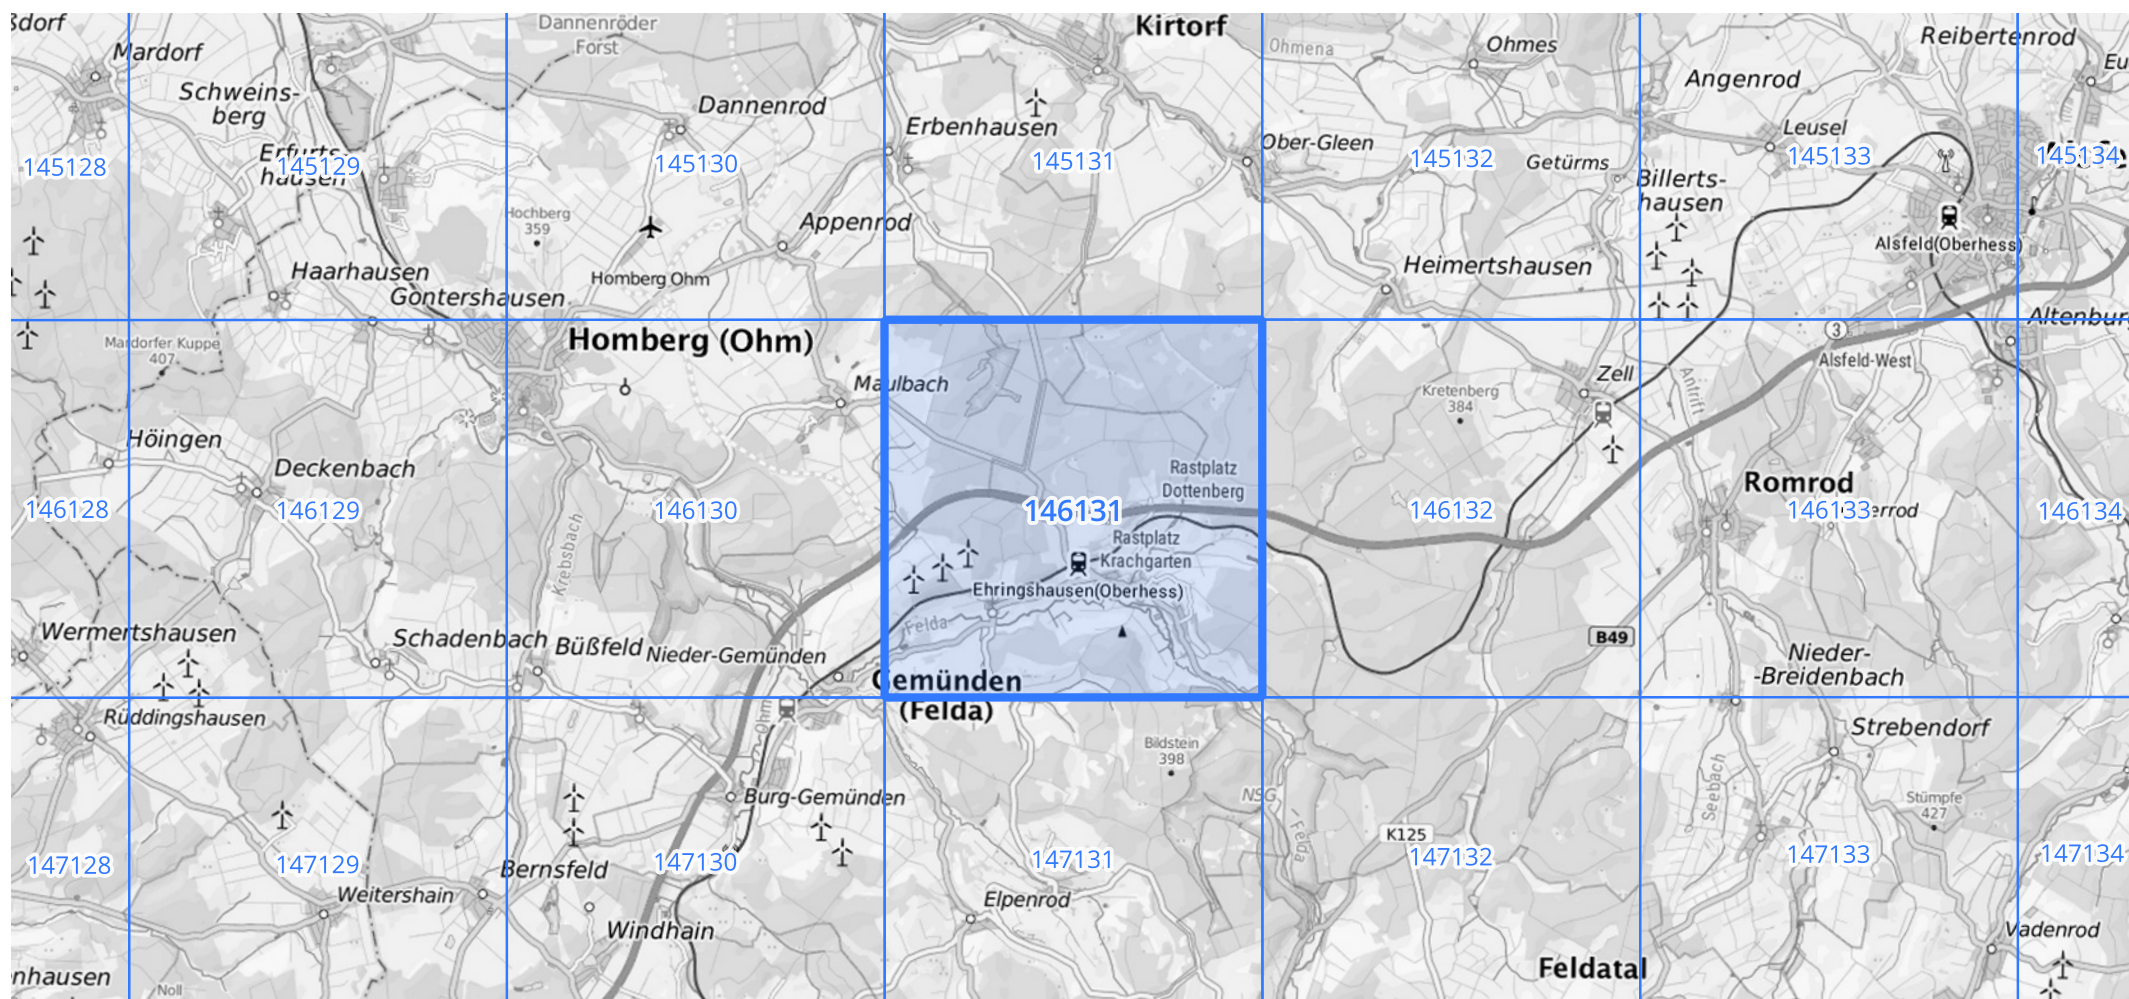 ßdorf
Mardorf
Dannenröder
Forst
Kirtorf
Ohmena
Ohmes
Reibertenrod
Eu
Angenrod
Schweins-
berg
Dannenrod
Erbenhausen
Ober-Gleen
Getürms
Leusel
Erfurts-
hausen
145128
145129
145130
145131
145132
145133
145134
Billerts-
hausen
Hochberg
359
Appenrod
Alsfeld(Oberhess)
Haarhausen
Homberg Ohm
Heimertshausen
Gontershausen
Mardorfer Kuppe
407
Homberg (Ohm)
3
Alsfeld-West
Altenburg
Maulbach
Kretenberg
384
Zell
Antrift
Höingen
Deckenbach
Rastplatz
Dottenberg
Romrod
146128
146129
146130
146131
146132
146133
errod
146134
Krebsbach
Rastplatz
Krachgarten
Ehringshausen(Oberhess)
Felda
Wermertshausen
Schadenbach
Büßfeld
Nieder-Gemünden
B49
Nieder-
-Breidenbach
Gemünden
(Felda)
Rüddingshausen
Ohm
Bildstein
398
Strebendorf
Burg-Gemünden
NSG
Felda
K125
Seebach
Stümpfe
427
147128
147129
147130
147131
147132
147133
147134
Bernsfeld
Weitershain
Elpenrod
Windhain
Vadenrod
Feldatal
nhausen
Noll